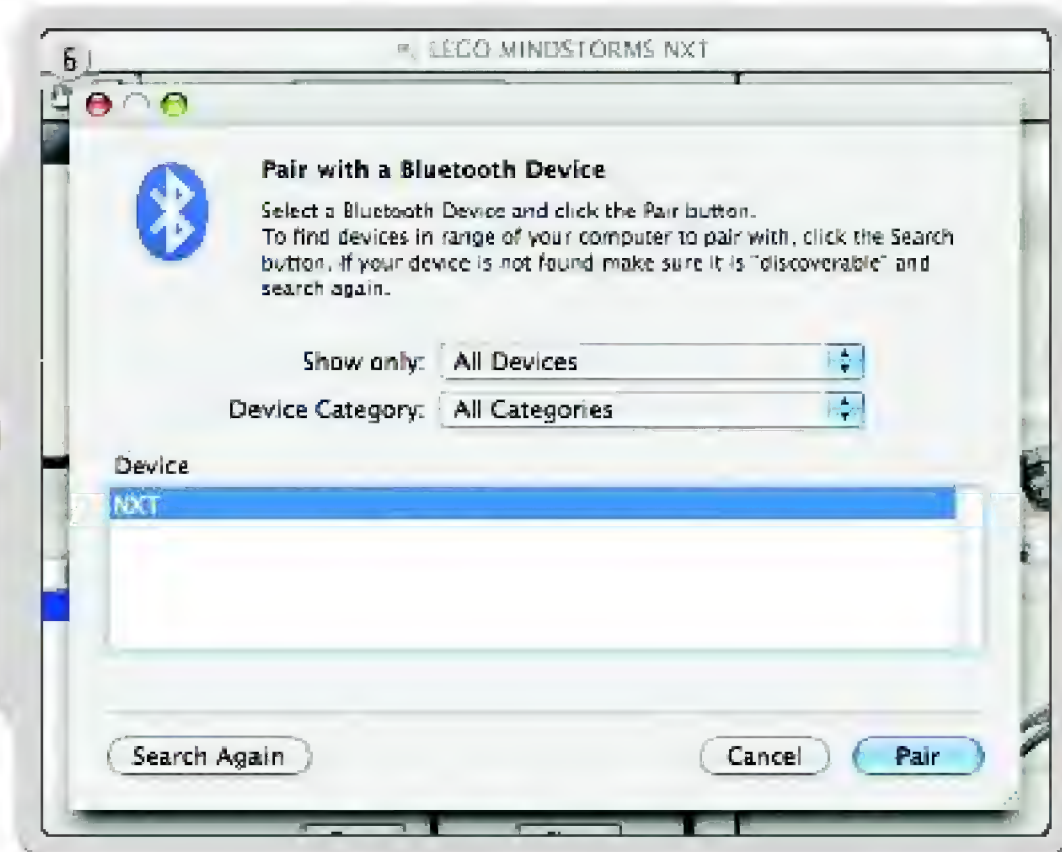 6
LEGO MINDSTORMS NXT
Pair with a Bluetooth Device
Select a Bluetooth Device and click the Pair button.
To find devices in range of your computer to pair with, click the Search
button. If your device is not found make sure it is "discoverable" and
search again.
Show only: All Devices
Device Category: All Categories
Device
NXT
Search Again
Cancel
Pair